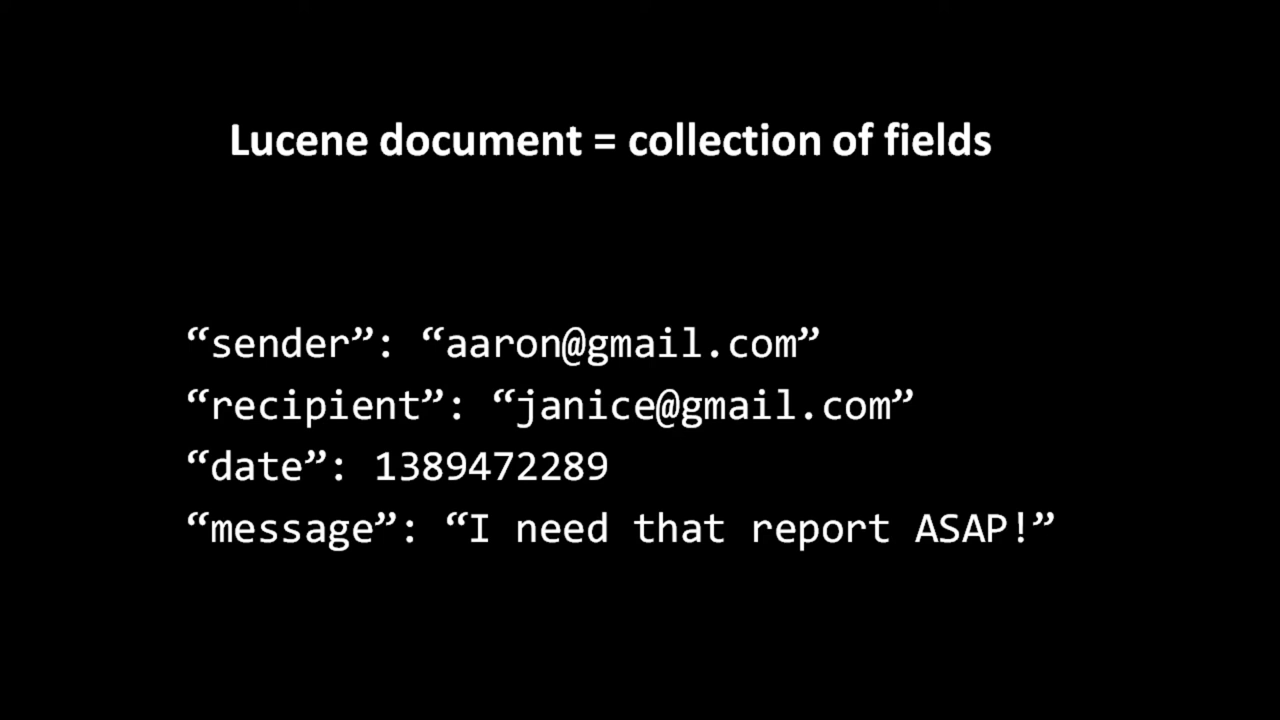 Lucene document = collection of fields
“sender”: “aaron@gmail.com”
“recipient”: “janice@gmail.com”
“date”: 1389472289
“message”: “I need that report ASAP!”